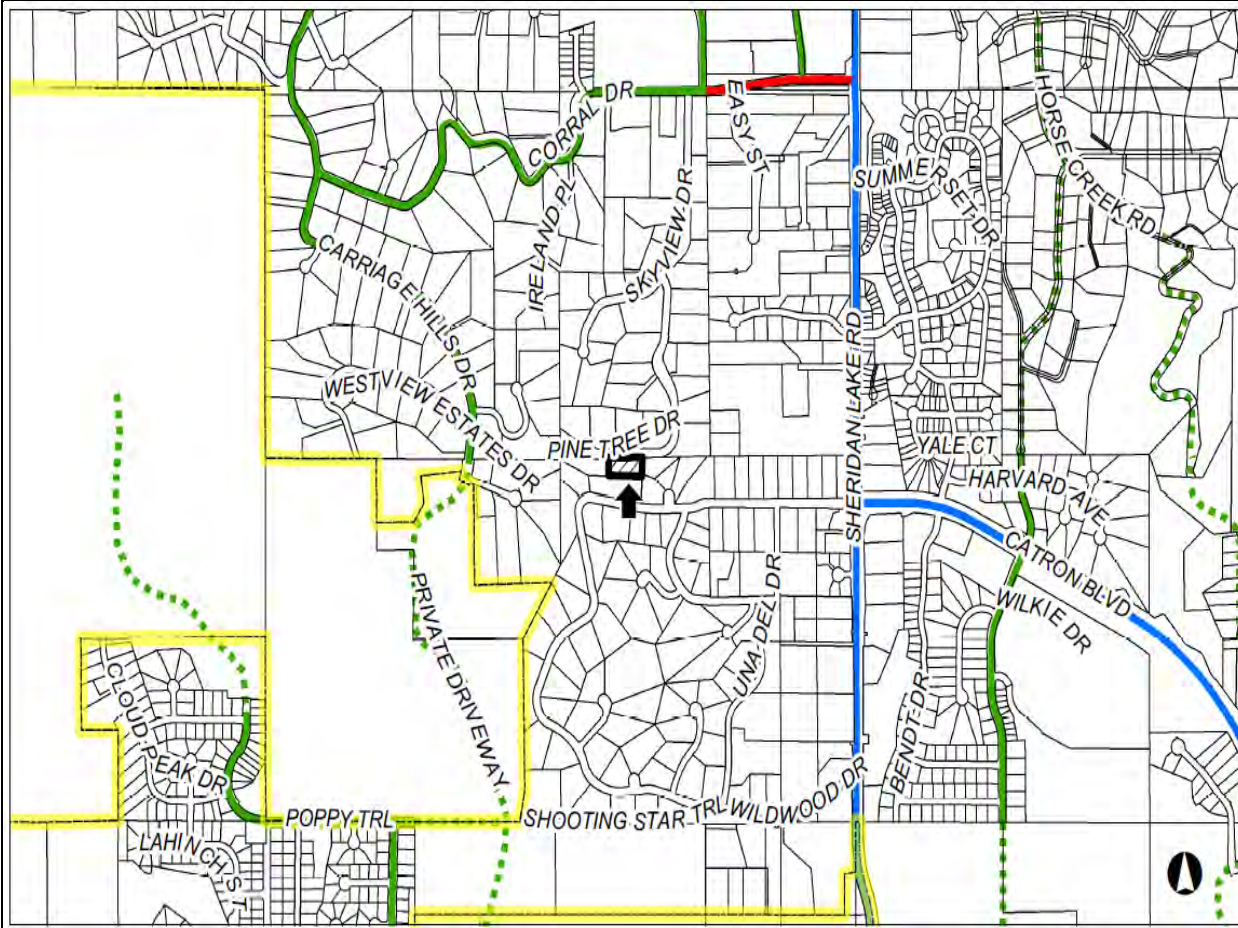 CORRAL DR
EASY ST
HORSE CREEK RD
SUMMERSET DR
IRELAND PL
SKYVIEW DR
CARRIAGE HILLS DR
SHERIDAN LAKE RD
WESTVIEW ESTATES DR
PINE TREE DR
YALE CT
HARVARD AVE
CATRON BLVD
WILKIE DR
PRIVATE DRIVEWAY
UNA DEL DR
CLOUD PEAK DR
BENDT DR
POPPY TRL
SHOOTING STAR TRL
WILDWOOD DR
LAHINCH ST